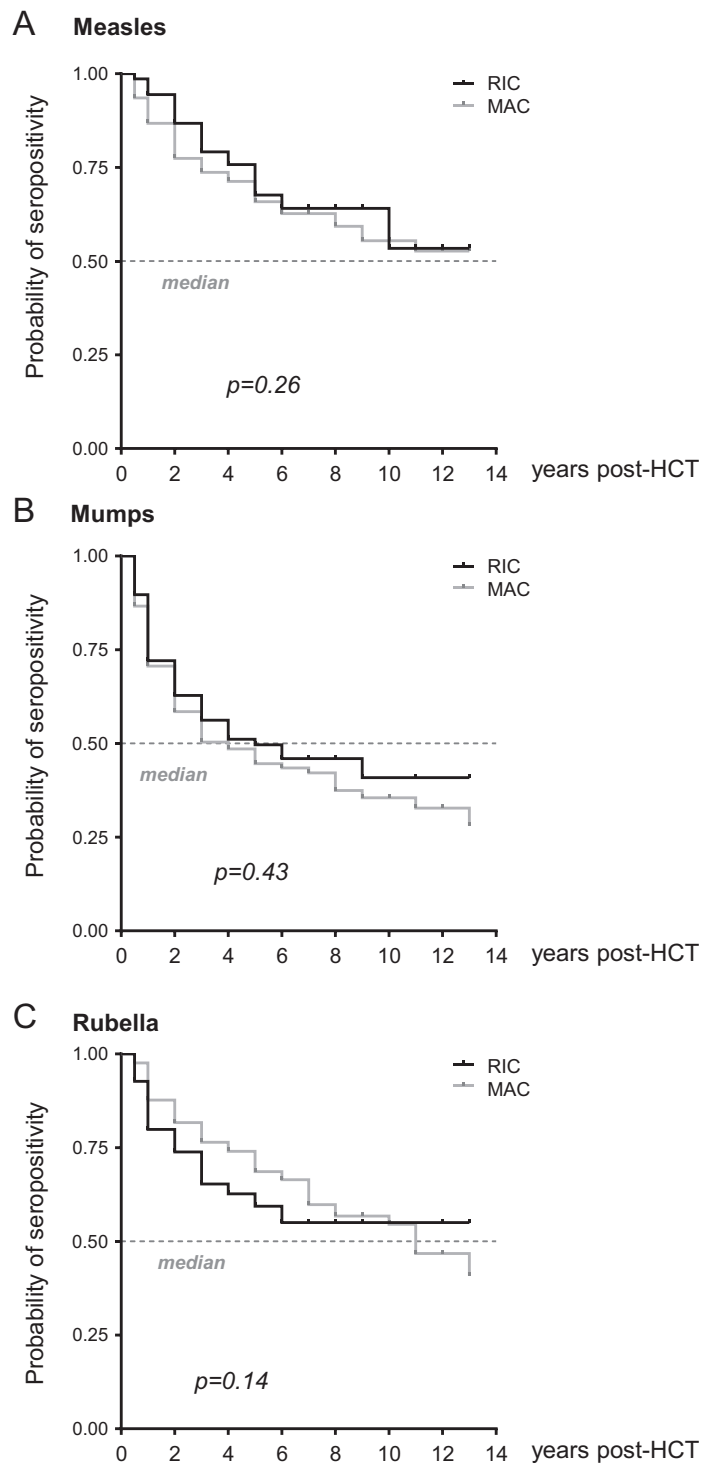 A Measles
1.00
0.75
0.50
0.25
0.00
Probability of seropositivity
RIC
MAC
median
p=0.26
0 2 4 6 8 10 12 14 years post-HCT
B Mumps
1.00
0.75
0.50
0.25
0.00
Probability of seropositivity
RIC
MAC
median
p=0.43
0 2 4 6 8 10 12 14 years post-HCT
C Rubella
1.00
0.75
0.50
0.25
0.00
Probability of seropositivity
RIC
MAC
median
p=0.14
0 2 4 6 8 10 12 14 years post-HCT